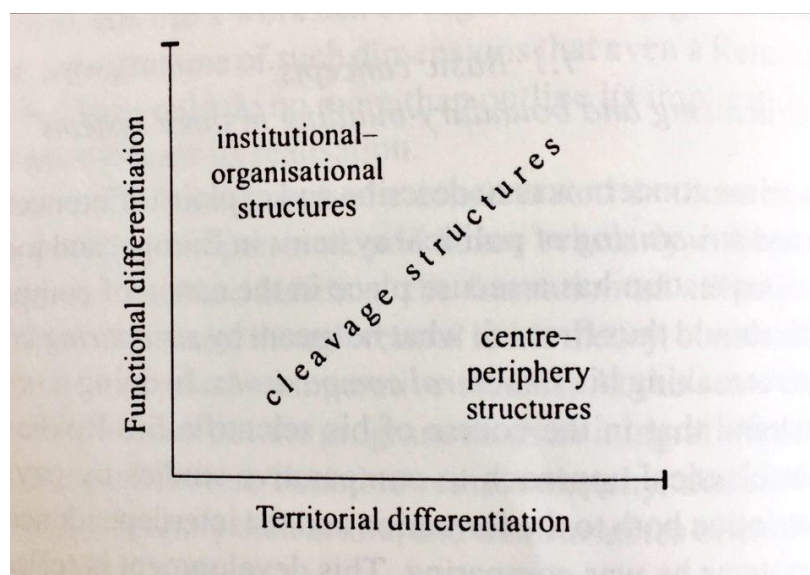 Functional differentiation
institutional–
organisational
structures
cleavage structures
centre–
periphery
structures
Territorial differentiation